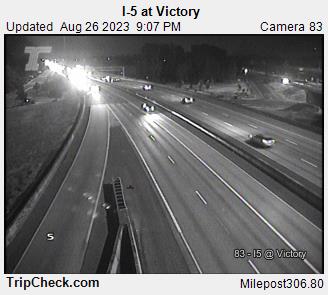 I-5 at Victory
Updated Aug 26 2023 9:07 PM Camera 83
83 - I5 @ Victory
TripCheck.com Milepost306.80